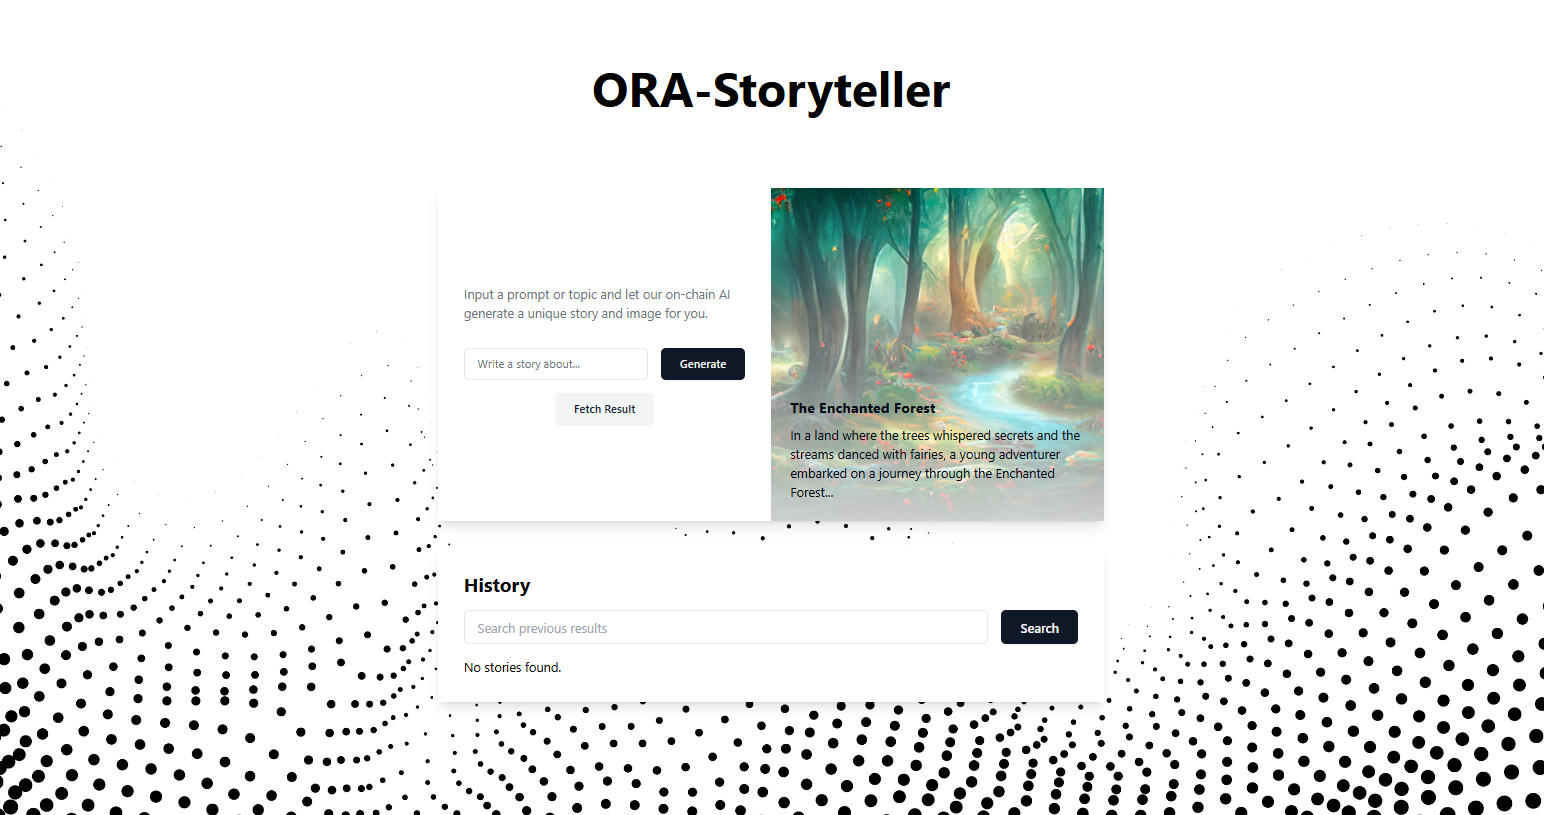 ORA-Storyteller
Input a prompt or topic and let our on-chain AI
generate a unique story and image for you.
Write a story about...
Generate
Fetch Result
The Enchanted Forest
In a land where the trees whispered secrets and the
streams danced with fairies, a young adventurer
embarked on a journey through the Enchanted
Forest...
History
Search previous results
Search
No stories found.